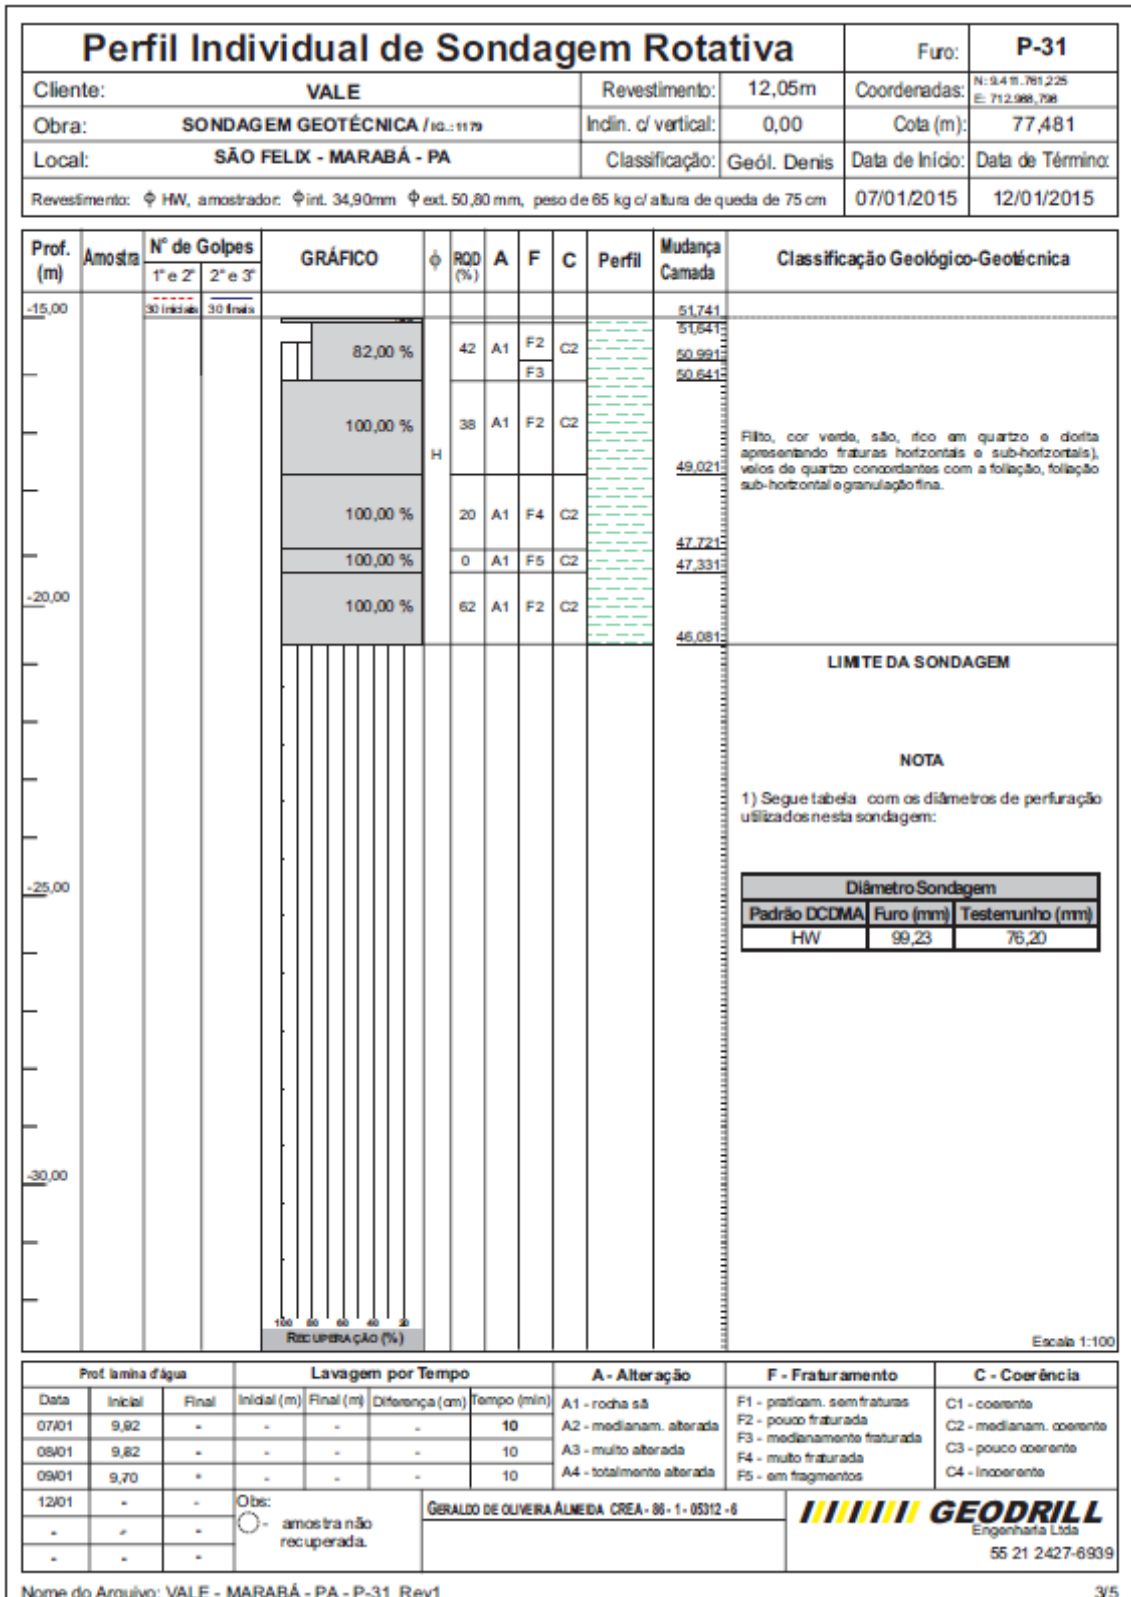 Perfil Individual de Sondagem Rotativa
Furo: P-31
Cliente: VALE
Revestimento: 12,05m
Coordenadas: N: 9.411.761,225
E: 712.988,798
Obra: SONDAGEM GEOTÉCNICA / IG.:1179
Inclin. c/ vertical: 0,00
Cota (m): 77,481
Local: SÃO FELIX - MARABÁ - PA
Classificação: Geól. Denis
Data de Início: Data de Término:
Revestimento: ϕ HW, amostrador: ϕ int. 34,90mm ϕ ext. 50,80 mm, peso de 65 kg c/ altura de queda de 75 cm
07/01/2015 12/01/2015
Prof. (m) Amostra N° de Golpes GRÁFICO ϕ RQD (%) A F C Perfil Mudança Camada Classificação Geológico-Geotécnica
1° e 2° 2° e 3°
30 iniciais 30 finais
-15,00
51,741
51,641
82,00 % 42 A1 F2 C2
50.991
F3
50.641
100,00 % 38 A1 F2 C2
H
49,021
Filito, cor verde, são, rico em quartzo e clorita
apresentando fraturas horizontais e sub-horizontais),
veios de quartzo concordantes com a foliação, foliação
sub-horizontal e granulação fina.
100,00 % 20 A1 F4 C2
47.721
100,00 % 0 A1 F5 C2
47,331
-20,00
100,00 % 62 A1 F2 C2
46,081
LIMITE DA SONDAGEM
NOTA
1) Segue tabela com os diâmetros de perfuração
utilizados nesta sondagem:
-25,00
Diâmetro Sondagem
Padrão DCDMA Furo (mm) Testemunho (mm)
HW 99,23 76,20
-30,00
100 80 60 40 20
RECUPERAÇÃO (%)
Escala 1:100
Prof. lamina d'água
Data Inicial Final
07/01 9,92 - 
08/01 9,82 -
09/01 9,70 -
12/01 - -
- - -
- - -
Lavagem por Tempo
Inicial (m) Final (m) Diferença (cm) Tempo (min)
- - - 10
- - - 10
- - - 10
Obs:
- amostra não
recuperada.
A - Alteração
A1 - rocha sã
A2 - medianam. alterada
A3 - muito alterada
A4 - totalmente alterada
F - Fraturamento
F1 - praticam. sem fraturas
F2 - pouco fraturada
F3 - medianamente fraturada
F4 - muito fraturada
F5 - em fragmentos
C - Coerência
C1 - coerente
C2 - medianam. coerente
C3 - pouco coerente
C4 - Incoerente
GERALDO DE OLIVEIRA ALMEIDA CREA - 86 - 1 - 05312 - 6
GEODRILL
Engenharia Ltda
55 21 2427-6939
Nome do Arquivo: VALE - MARABÁ - PA - P-31_Rev1
3/5